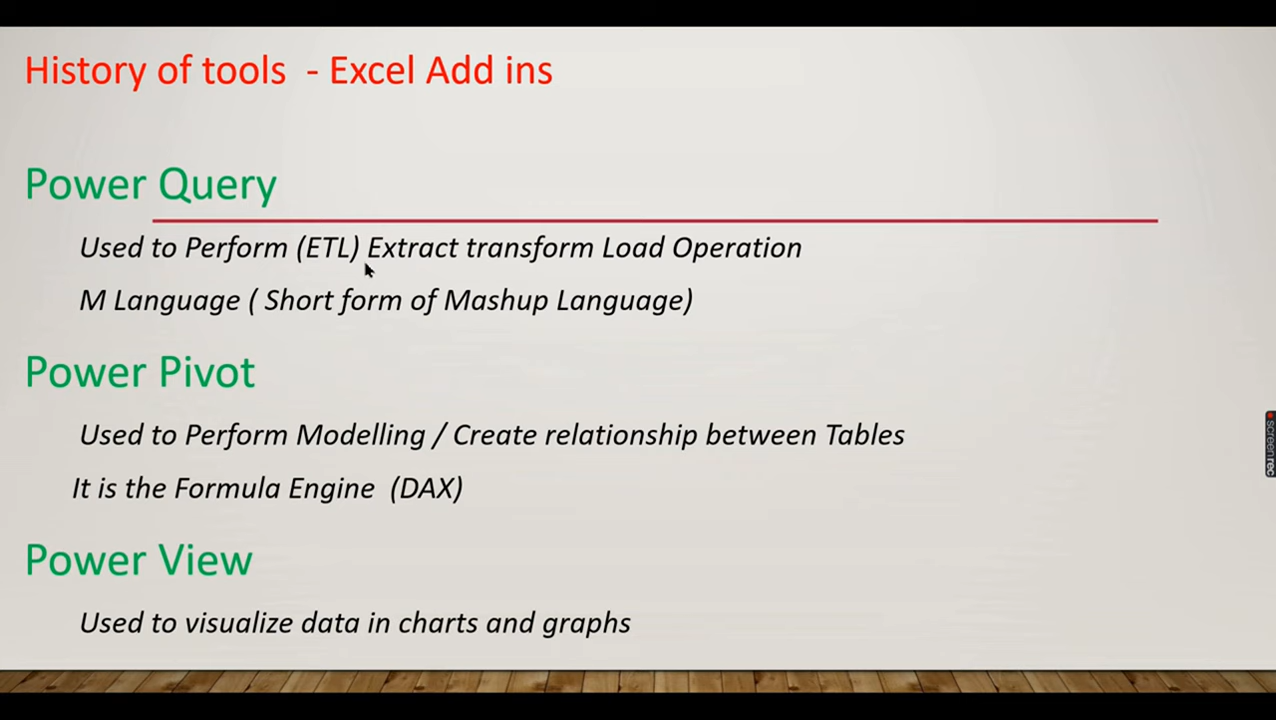 History of tools  - Excel Add ins
Power Query
Used to Perform (ETL) Extract transform Load Operation
M Language ( Short form of Mashup Language)
Power Pivot
Used to Perform Modelling / Create relationship between Tables
It is the Formula Engine  (DAX)
Power View
Used to visualize data in charts and graphs
screenrec